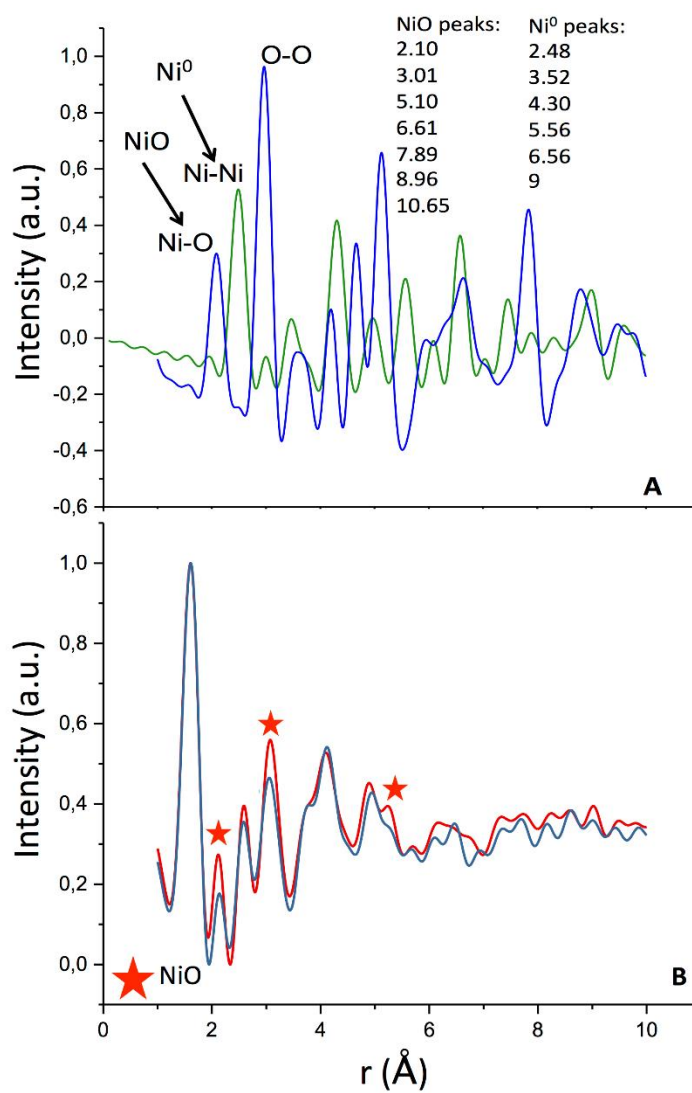 NiO peaks: Ni⁰ peaks:
2.10 2.48
3.01 3.52
5.10 4.30
6.61 5.56
7.89 6.56
8.96 9
10.65
O-O
Ni⁰
NiO
Ni-Ni
Ni-O
Intensity (a.u.)
1,0
0,8
0,6
0,4
0,2
0,0
-0,2
-0,4
-0,6
A
Intensity (a.u.)
1,0
0,8
0,6
0,4
0,2
0,0
NiO
B
0 2 4 6 8 10
r (Å)